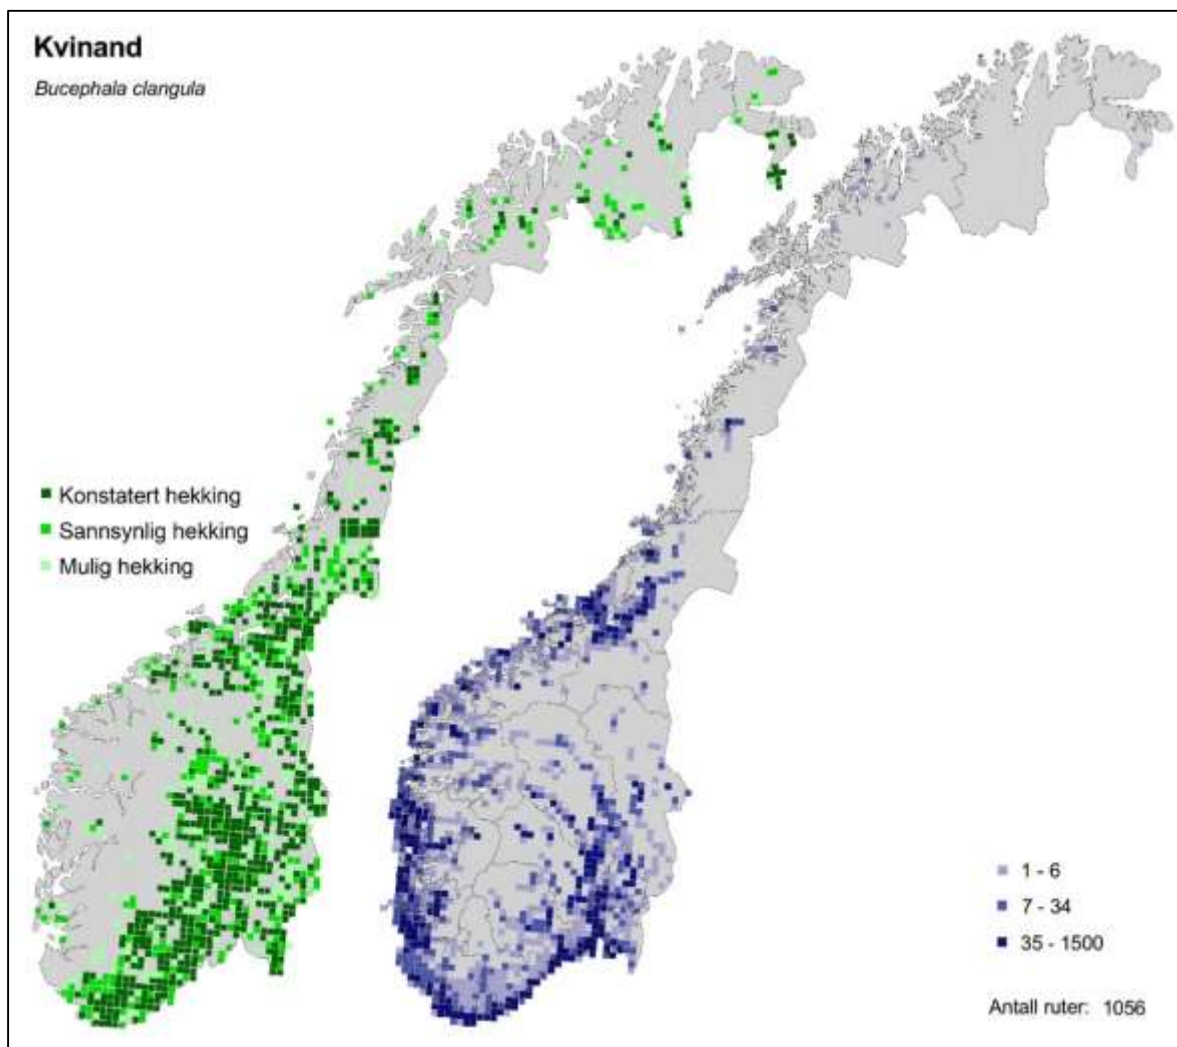 Kvinand
Bucephala clangula
Konstatert hekking
Sannsynlig hekking
Mulig hekking
1 - 6
7 - 34
35 - 1500
Antall ruter: 1056